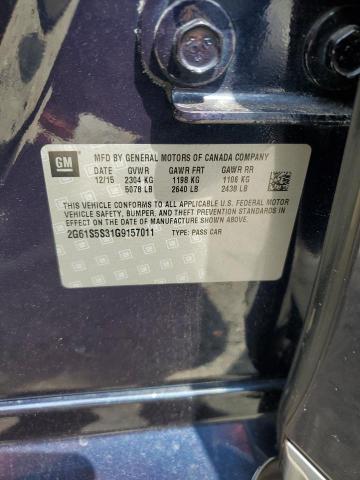 GM
MFD BY GENERAL MOTORS OF CANADA COMPANY
DATE GVWR GAWR FRT GAWR RR
12/15 2304 KG 1198 KG 1106 KG
5078 LB 2640 LB 2438 LB
THIS VEHICLE CONFORMS TO ALL APPLICABLE U.S. FEDERAL MOTOR
VEHICLE SAFETY, BUMPER, AND THEFT PREVENTION STANDARDS IN
EFFECT ON THE DATE OF MANUFACTURE SHOWN ABOVE.
2G61S5S31G9157011 TYPE: PASS CAR